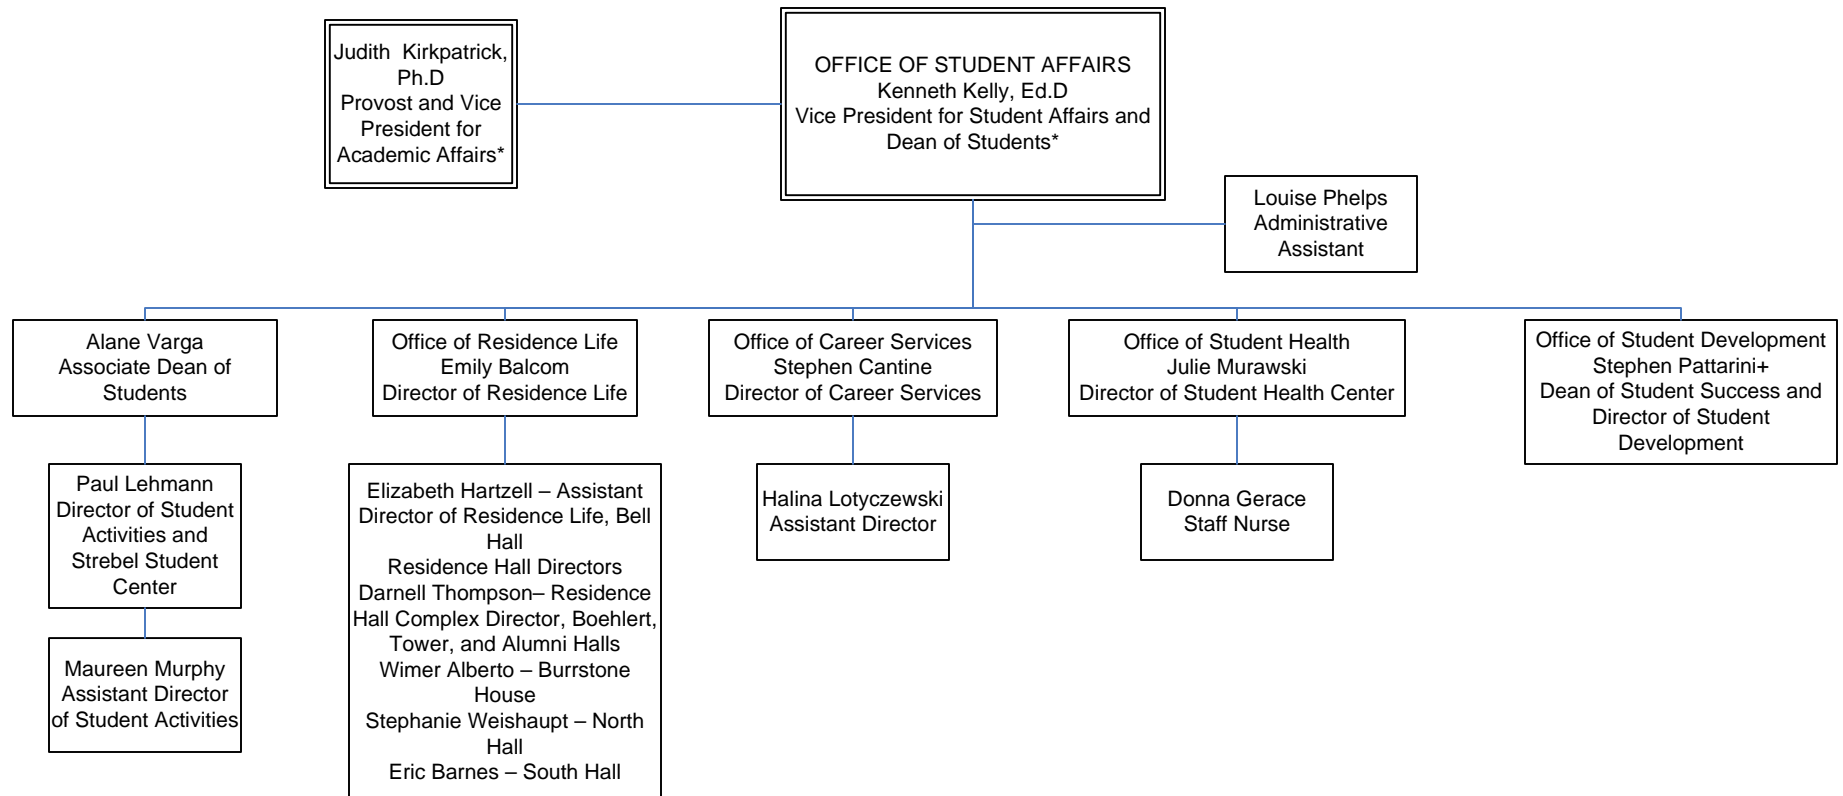 Judith  Kirkpatrick,
Ph.D
Provost and Vice
President for
Academic Affairs*
OFFICE OF STUDENT AFFAIRS
Kenneth Kelly, Ed.D
Vice President for Student Affairs and
Dean of Students*
Louise Phelps
Administrative
Assistant
Alane Varga
Associate Dean of
Students
Office of Residence Life
Emily Balcom
Director of Residence Life
Office of Career Services
Stephen Cantine
Director of Career Services
Office of Student Health
Julie Murawski
Director of Student Health Center
Office of Student Development
Stephen Pattarini+
Dean of Student Success and
Director of Student
Development
Paul Lehmann
Director of Student
Activities and
Strebel Student
Center
Elizabeth Hartzell – Assistant
Director of Residence Life, Bell
Hall
Residence Hall Directors
Darnell Thompson– Residence
Hall Complex Director, Boehlert,
Tower, and Alumni Halls
Wimer Alberto – Burrstone
House
Stephanie Weishaupt – North
Hall
Eric Barnes – South Hall
Halina Lotyczewski
Assistant Director
Donna Gerace
Staff Nurse
Maureen Murphy
Assistant Director
of Student Activities